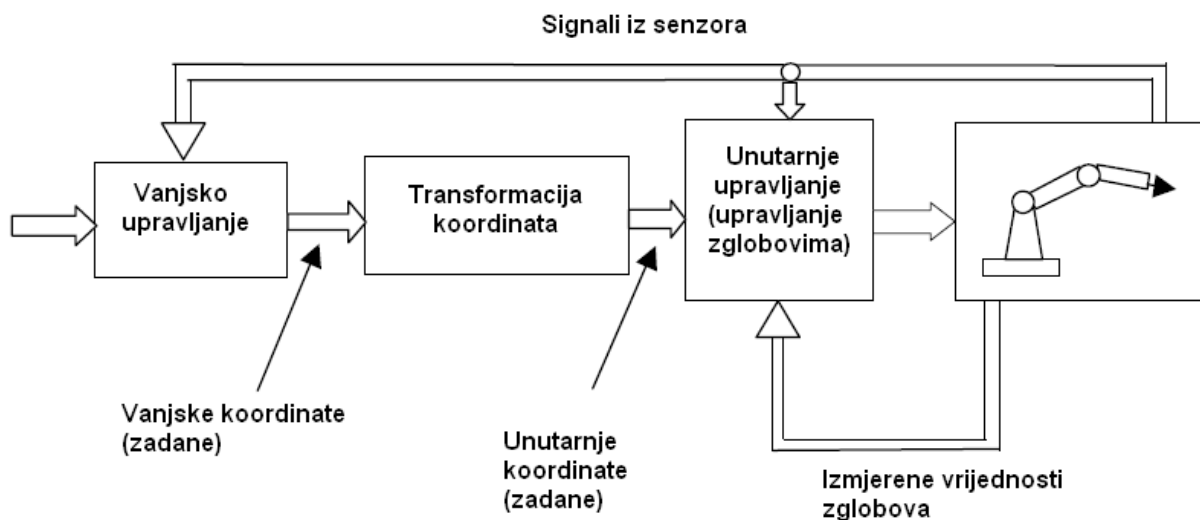 Signali iz senzora
Vanjsko
upravljanje
Transformacija
koordinata
Unutarnje
upravljanje
(upravljanje
zglobovima)
Vanjske koordinate
(zadane)
Unutarnje
koordinate
(zadane)
Izmjerene vrijednosti
zglobova